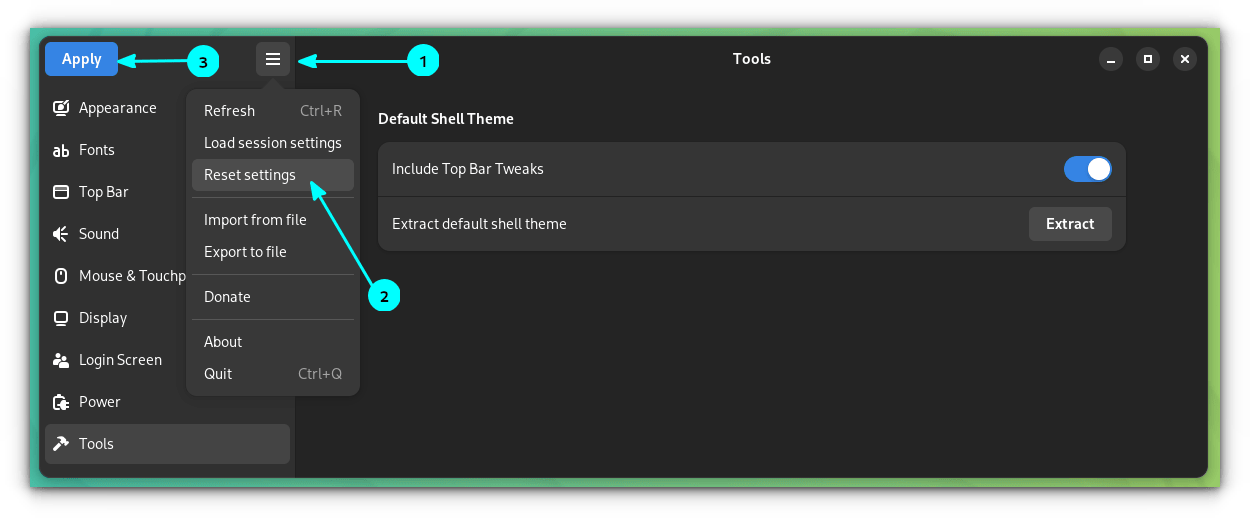 Apply
3
1
Tools
Appearance
Fonts
Top Bar
Sound
Mouse & Touchp
Display
Login Screen
Power
Tools
Refresh Ctrl+R
Load session settings
Reset settings
Import from file
Export to file
Donate
About
Quit Ctrl+Q
2
Default Shell Theme
Include Top Bar Tweaks
Extract default shell theme Extract